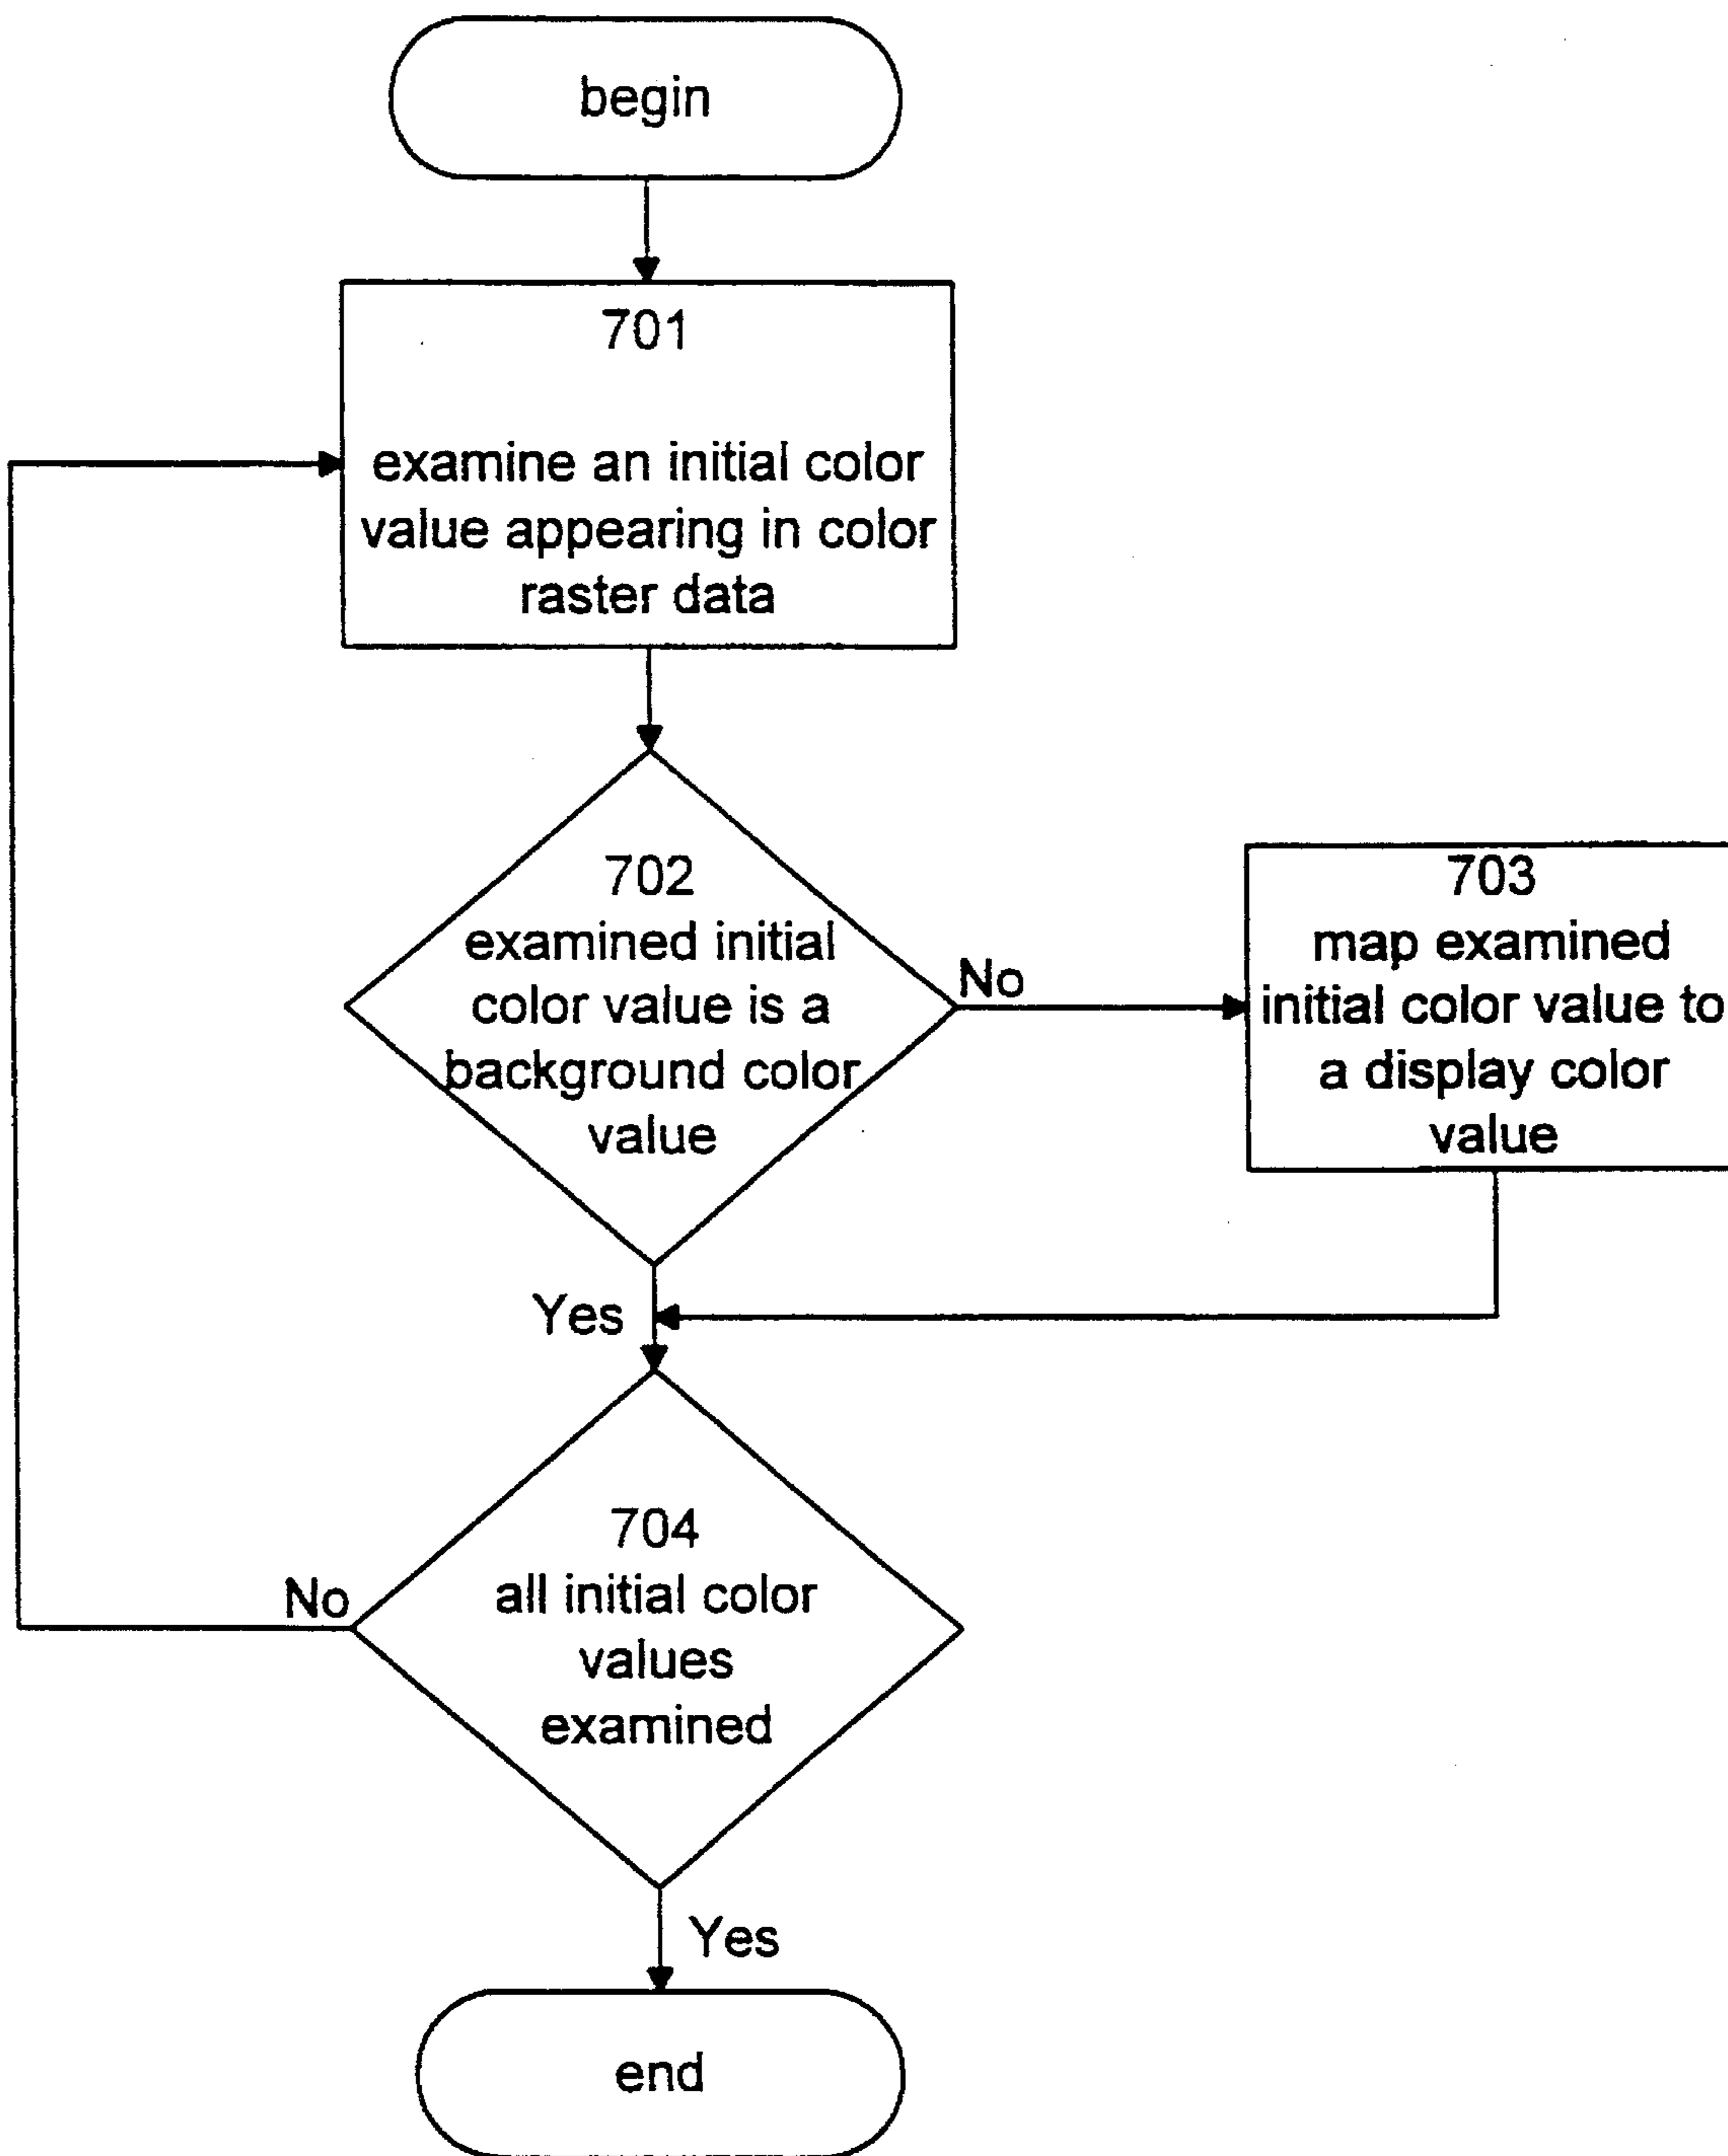 begin
701
examine an initial color
value appearing in color
raster data
702
examined initial
color value is a
background color
value
No
703
map examined
initial color value to
a display color
value
Yes
704
all initial color
values
examined
No
Yes
end